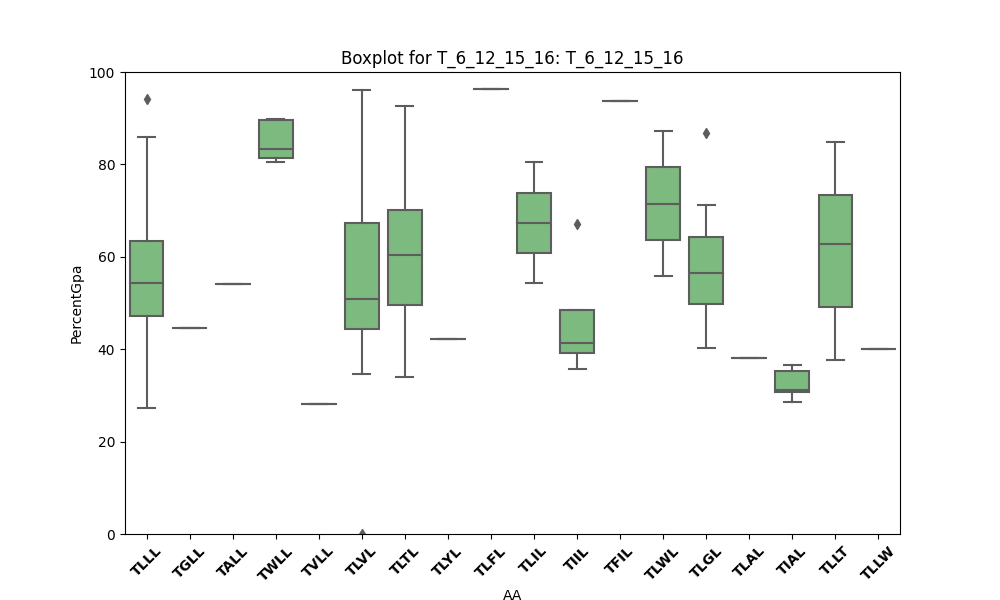 Boxplot for T_6_12_15_16: T_6_12_15_16
100
80
60
40
20
0
PercentGpa
TLLL TGLL TALL TWLL TVLL TLVL TLTL TLYL TLFL TLIL TIIL TFIL TLWL TLGL TLAL TIAL TLLT TLLW
AA